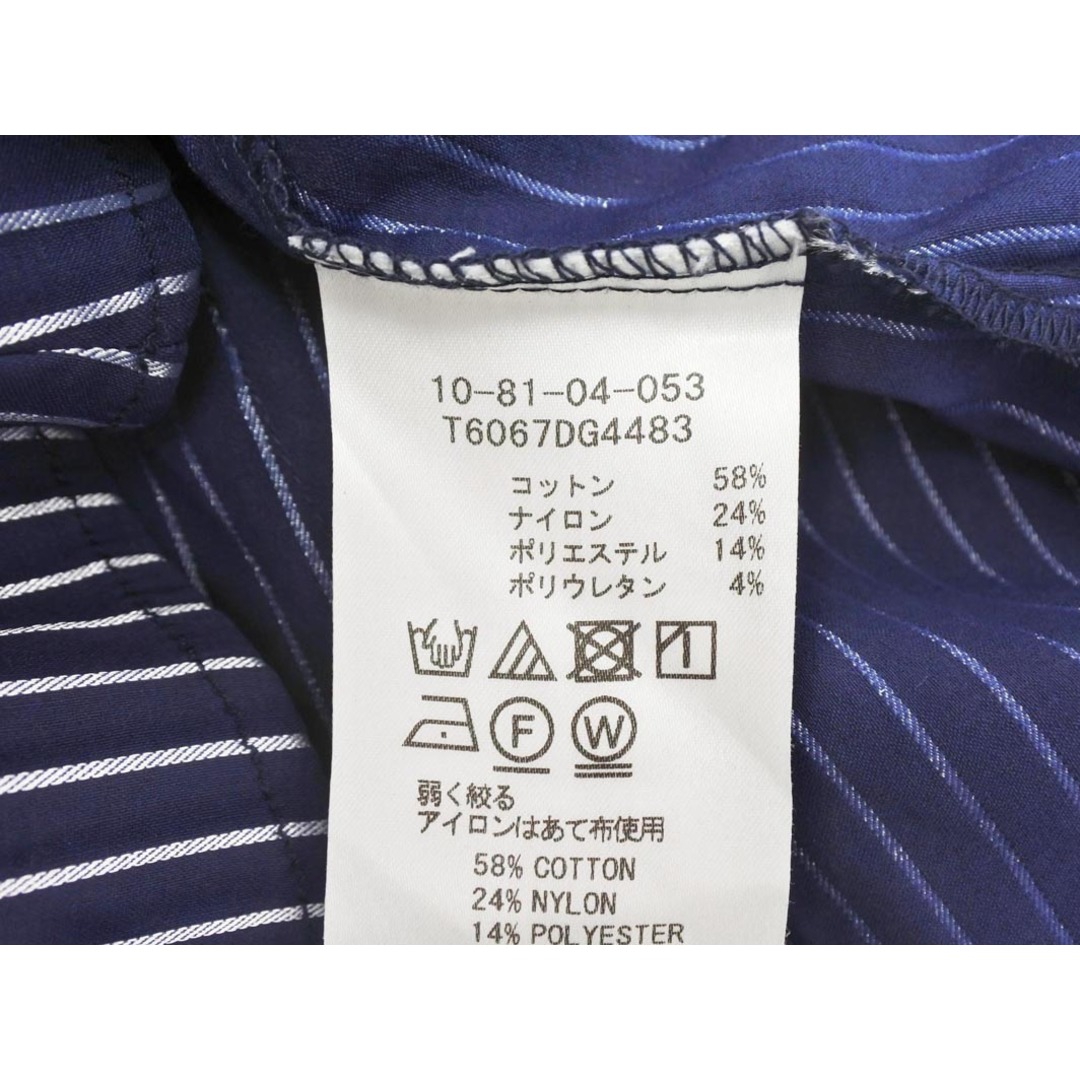 10-81-04-053
T6067DG4483
コットン 58%
ナイロン 24%
ポリエステル 14%
ポリウレタン 4%
F W
弱く絞る
アイロンはあて布使用
58% COTTON
24% NYLON
14% POLYESTER